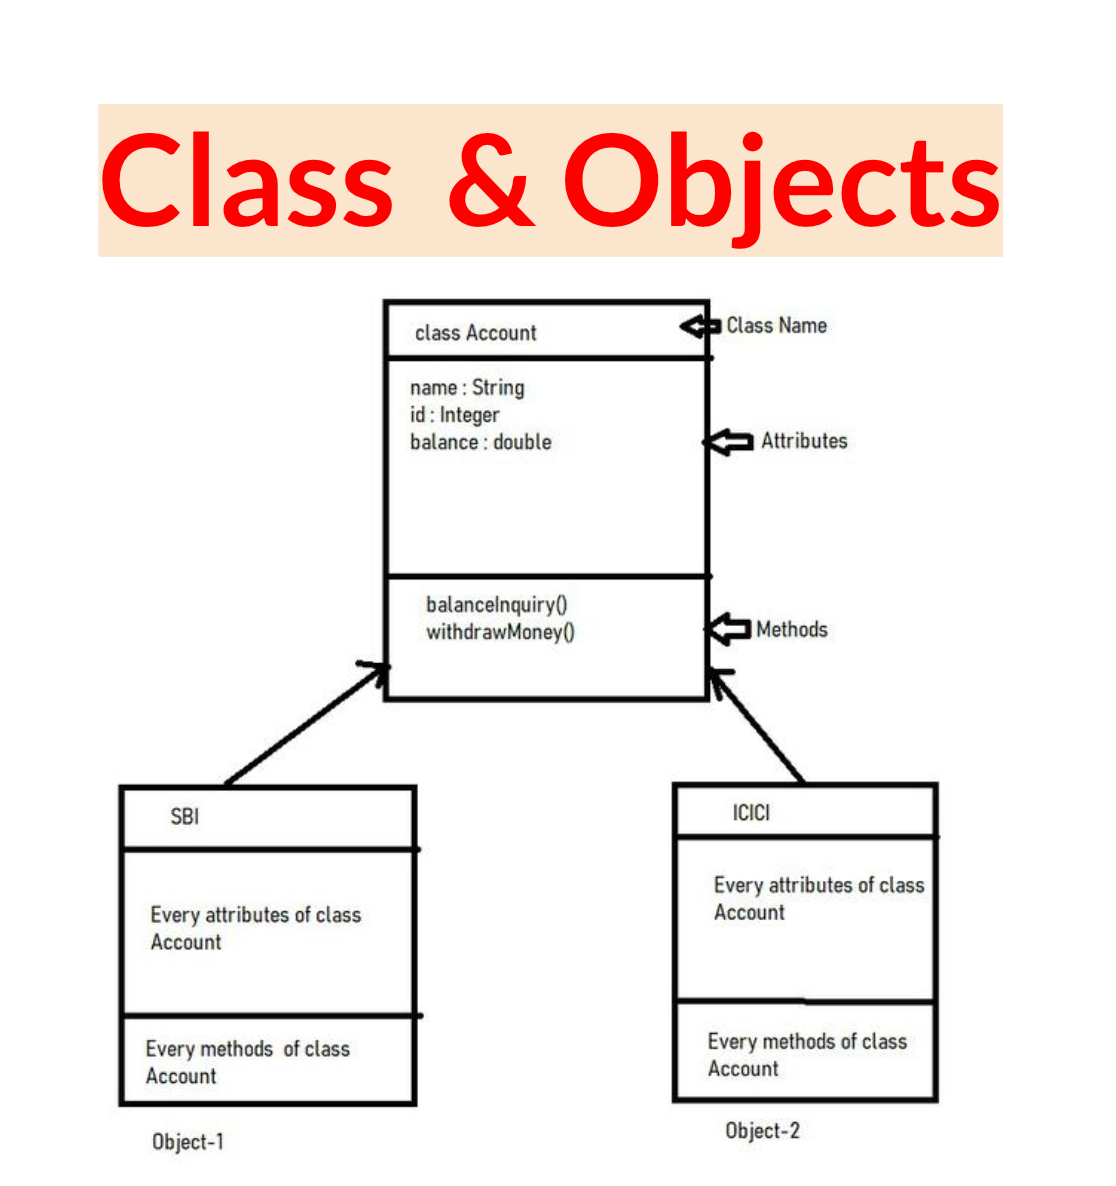 Class & Objects
class Account
Class Name
name : String
id : Integer
balance : double
Attributes
balanceInquiry()
withdrawMoney()
Methods
SBI
Every attributes of class
Account
Every methods of class
Account
Object-1
ICICI
Every attributes of class
Account
Every methods of class
Account
Object-2